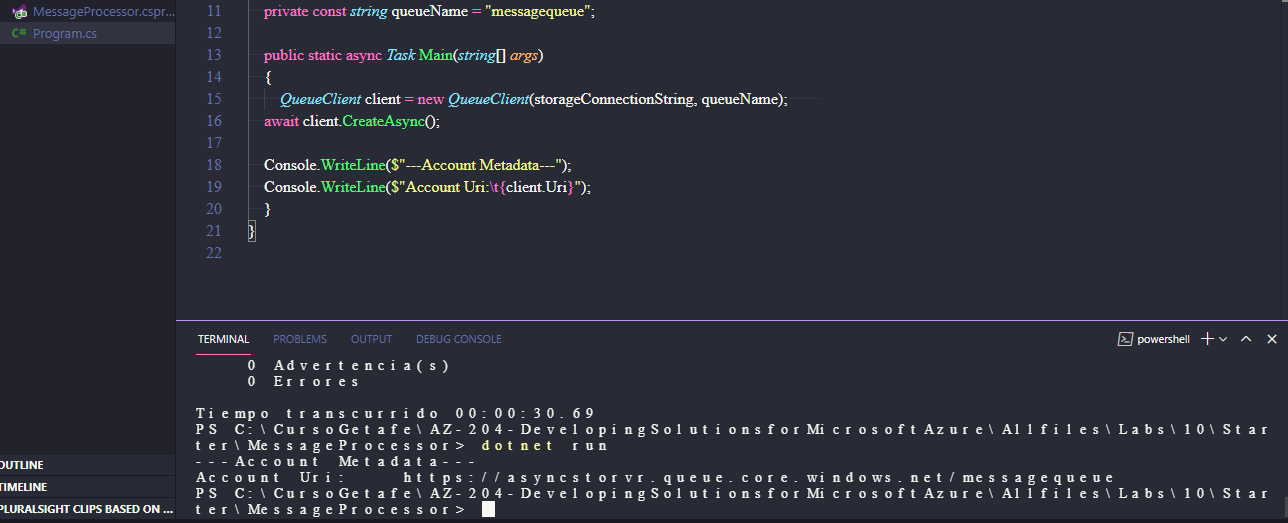 MessageProcessor.cspr...
C# Program.cs
11 private const string queueName = "messagequeue";
12
13 public static async Task Main(string[] args)
14 {
15 QueueClient client = new QueueClient(storageConnectionString, queueName);
16 await client.CreateAsync();
17
18 Console.WriteLine($"---Account Metadata---");
19 Console.WriteLine($"Account Uri:\t{client.Uri}");
20 }
21 }
22
OUTLINE
TIMELINE
PLURALSIGHT CLIPS BASED ON ...
TERMINAL PROBLEMS OUTPUT DEBUG CONSOLE powershell
0 Advertencia(s)
0 Errores
Tiempo transcurrido 00:00:30.69
PS C:\CursoGetafe\AZ-204-DevelopingSolutionsforMicrosoftAzure\Allfiles\Labs\10\Star
ter\MessageProcessor> dotnet run
---Account Metadata---
Account Uri: https://asyncstorvr.queue.core.windows.net/messagequeue
PS C:\CursoGetafe\AZ-204-DevelopingSolutionsforMicrosoftAzure\Allfiles\Labs\10\Star
ter\MessageProcessor>